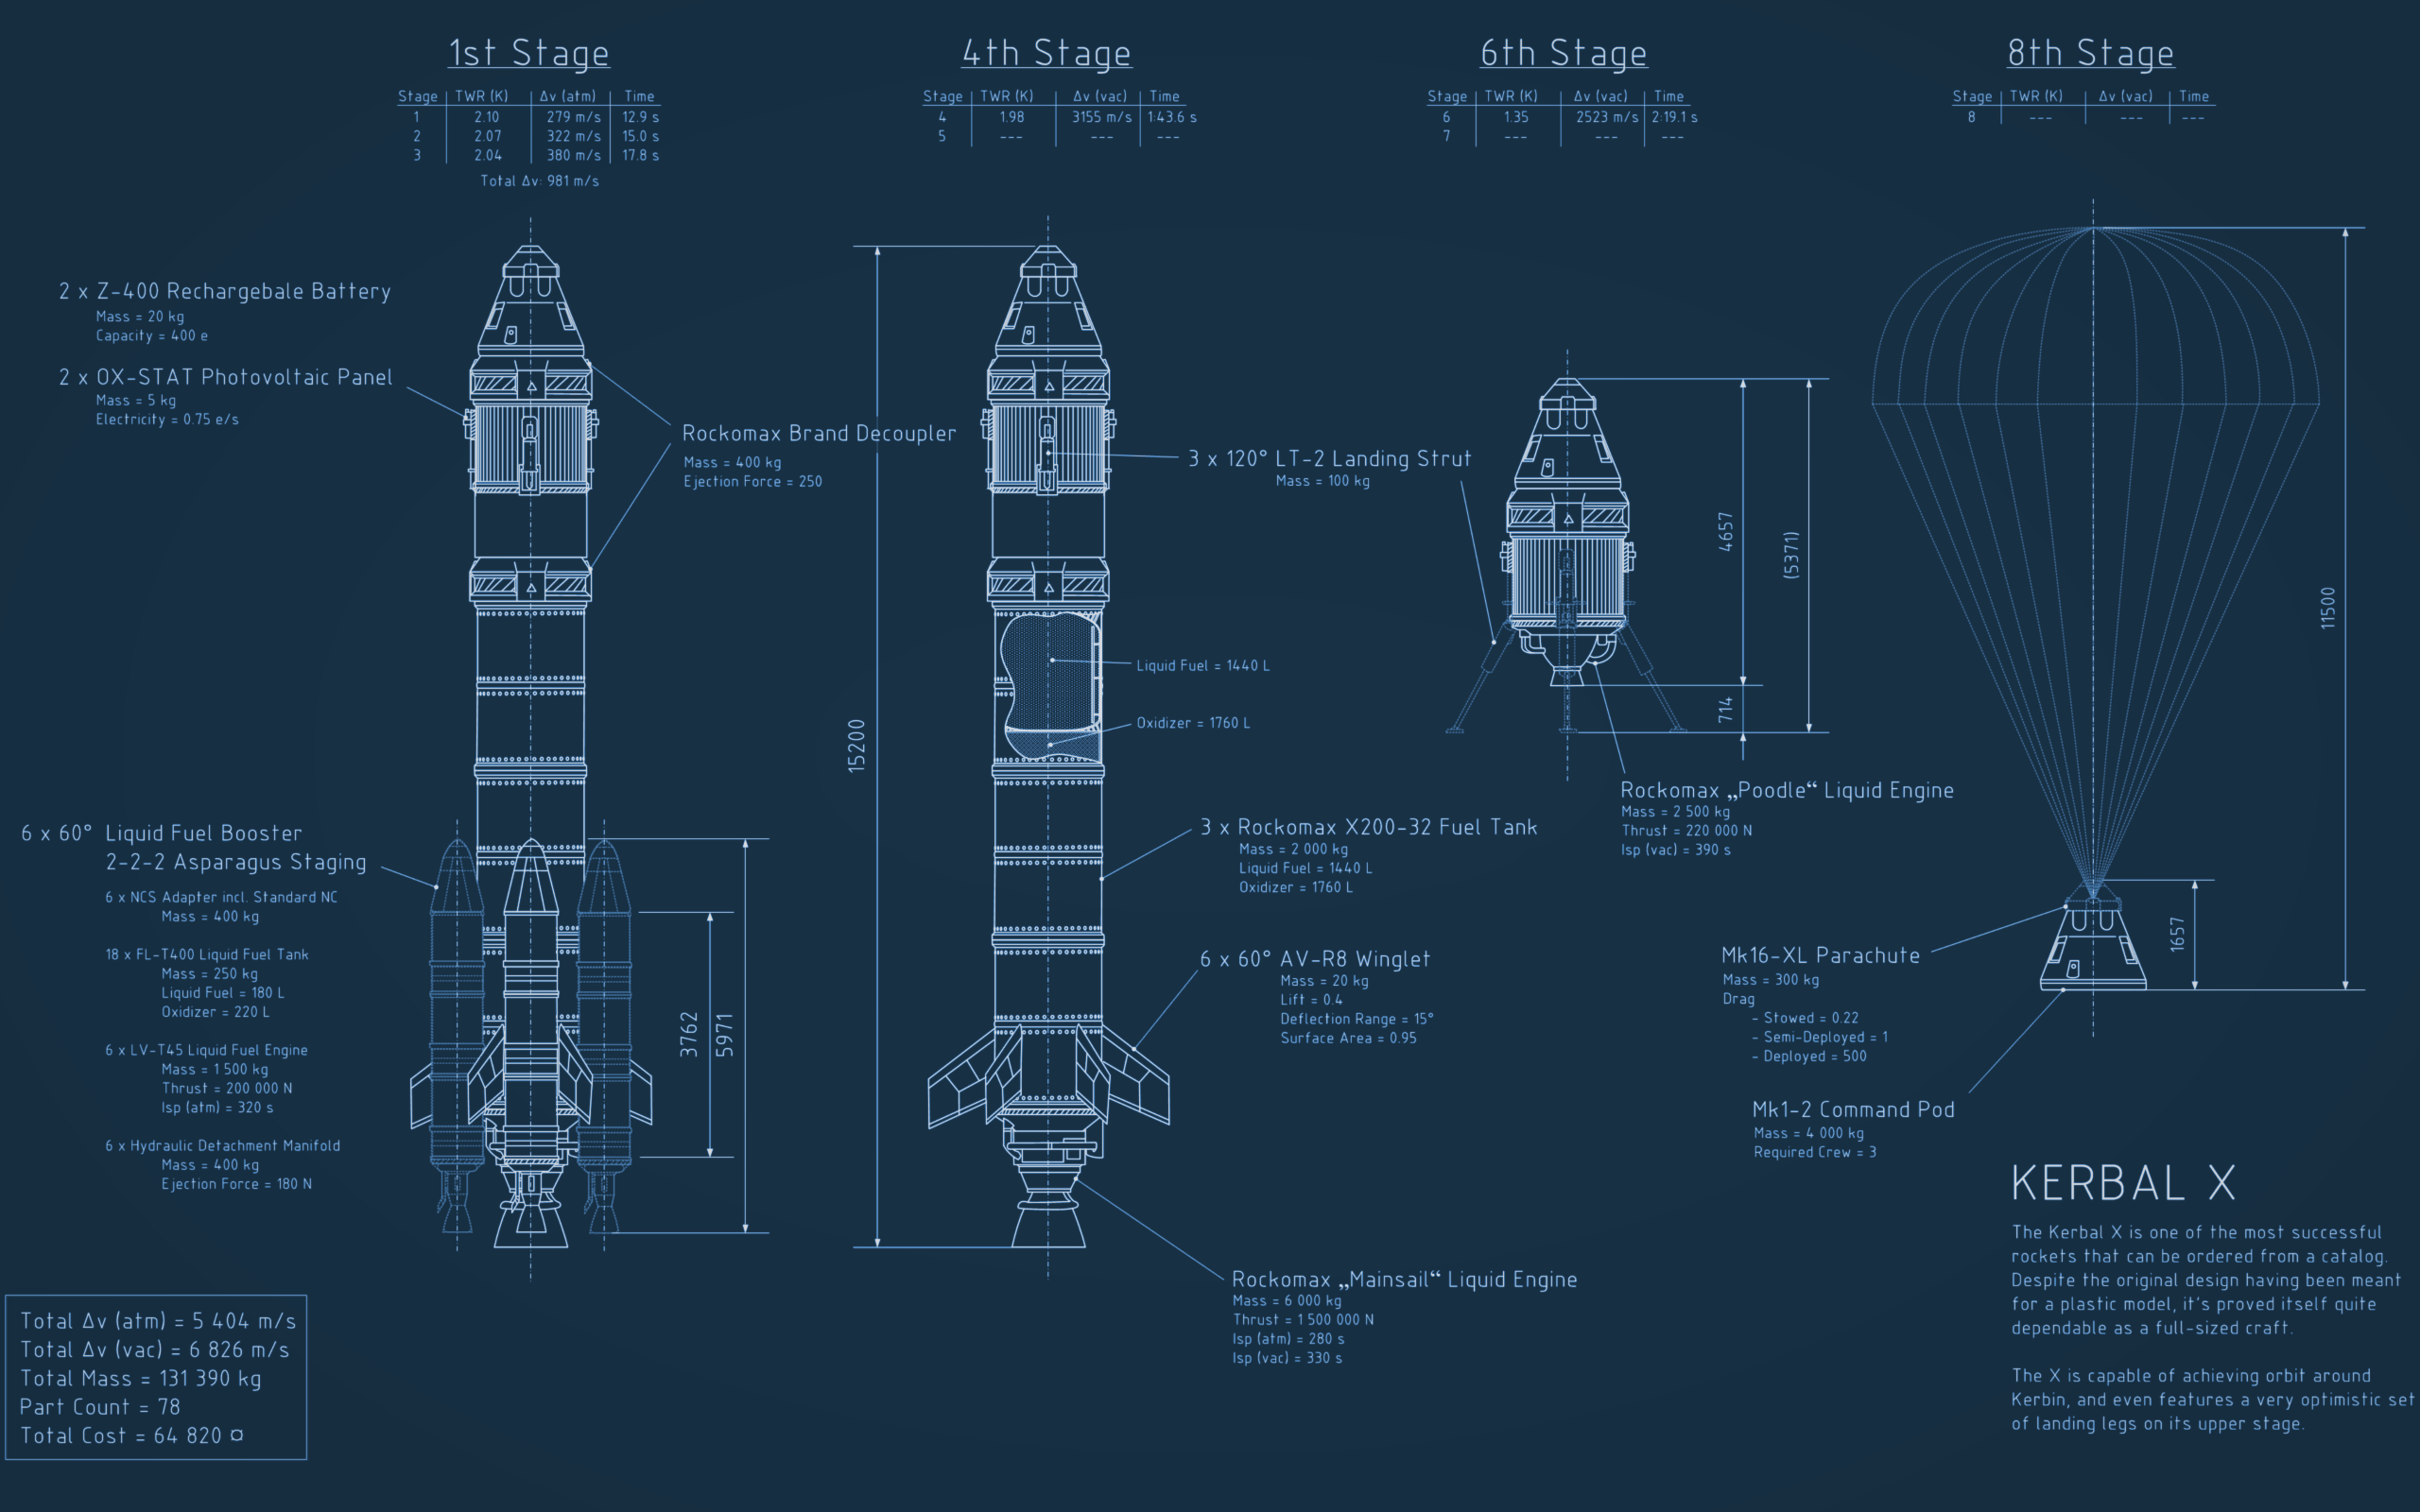 1st Stage
Stage TWR (K) Δv (atm) Time
1 2.10 279 m/s 12.9 s
2 2.07 322 m/s 15.0 s
3 2.04 380 m/s 17.8 s
Total Δv: 981 m/s
2 x Z-400 Rechargebale Battery
Mass = 20 kg
Capacity = 400 e
2 x OX-STAT Photovoltaic Panel
Mass = 5 kg
Electricity = 0.75 e/s
Rockomax Brand Decoupler
Mass = 400 kg
Ejection Force = 250
6 x 60° Liquid Fuel Booster
2-2-2 Asparagus Staging
6 x NCS Adapter incl. Standard NC
Mass = 400 kg
18 x FL-T400 Liquid Fuel Tank
Mass = 250 kg
Liquid Fuel = 180 L
Oxidizer = 220 L
6 x LV-T45 Liquid Fuel Engine
Mass = 1 500 kg
Thrust = 200 000 N
Isp (atm) = 320 s
6 x Hydraulic Detachment Manifold
Mass = 400 kg
Ejection Force = 180 N
3762
5971
Total Δv (atm) = 5 404 m/s
Total Δv (vac) = 6 826 m/s
Total Mass = 131 390 kg
Part Count = 78
Total Cost = 64 820 ¤
4th Stage
Stage TWR (K) Δv (vac) Time
4 1.98 3155 m/s 1:43.6 s
5 --- --- ---
15200
3 x 120° LT-2 Landing Strut
Mass = 100 kg
Liquid Fuel = 1440 L
Oxidizer = 1760 L
3 x Rockomax X200-32 Fuel Tank
Mass = 2 000 kg
Liquid Fuel = 1440 L
Oxidizer = 1760 L
6 x 60° AV-R8 Winglet
Mass = 20 kg
Lift = 0.4
Deflection Range = 15°
Surface Area = 0.95
Rockomax „Mainsail“ Liquid Engine
Mass = 6 000 kg
Thrust = 1 500 000 N
Isp (atm) = 280 s
Isp (vac) = 330 s
6th Stage
Stage TWR (K) Δv (vac) Time
6 1.35 2523 m/s 2:19.1 s
7 --- --- ---
4657
(5371)
714
Rockomax „Poodle“ Liquid Engine
Mass = 2 500 kg
Thrust = 220 000 N
Isp (vac) = 390 s
8th Stage
Stage TWR (K) Δv (vac) Time
8 --- --- ---
11500
1657
Mk16-XL Parachute
Mass = 300 kg
Drag
- Stowed = 0.22
- Semi-Deployed = 1
- Deployed = 500
Mk1-2 Command Pod
Mass = 4 000 kg
Required Crew = 3
KERBAL X
The Kerbal X is one of the most successful
rockets that can be ordered from a catalog.
Despite the original design having been meant
for a plastic model, it's proved itself quite
dependable as a full-sized craft.
The X is capable of achieving orbit around
Kerbin, and even features a very optimistic set
of landing legs on its upper stage.